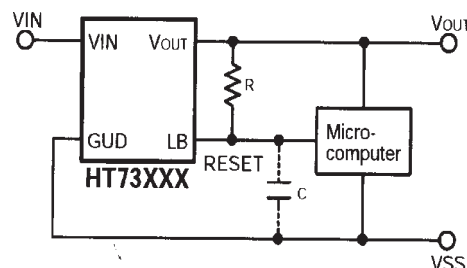 VIN
VOUT
VIN
VOUT
R
GUD
LB
RESET
Micro-
computer
HT73XXX
C
VSS